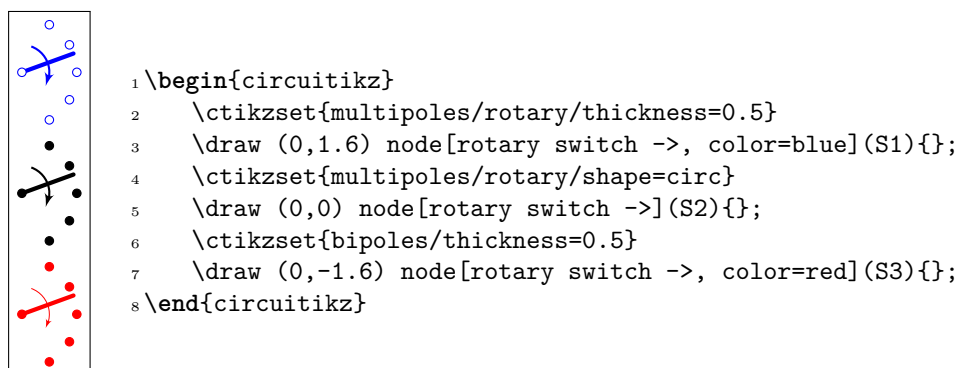 1 \begin{circuitikz}
2     \ctikzset{multipoles/rotary/thickness=0.5}
3     \draw (0,1.6) node[rotary switch ->, color=blue](S1){};
4     \ctikzset{multipoles/rotary/shape=circ}
5     \draw (0,0) node[rotary switch ->](S2){};
6     \ctikzset{bipoles/thickness=0.5}
7     \draw (0,-1.6) node[rotary switch ->, color=red](S3){};
8 \end{circuitikz}